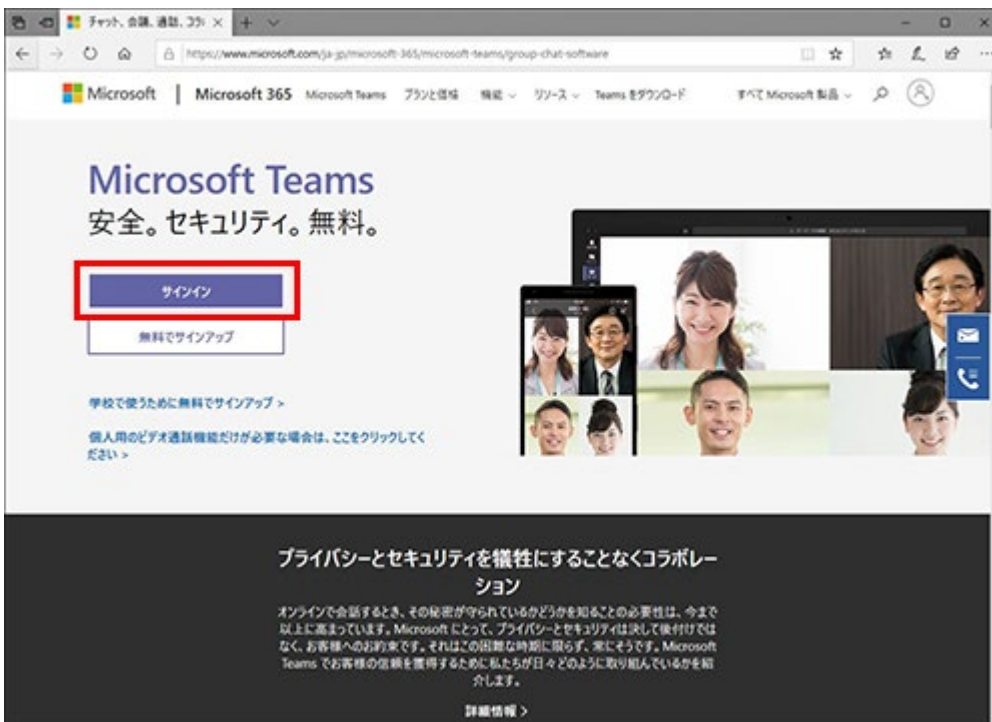 チャット、会議、通話、コラ
https://www.microsoft.com/ja-jp/microsoft-365/microsoft-teams/group-chat-software
Microsoft | Microsoft 365 Microsoft Teams プランと価格 機能 リソース Teams をダウンロード すべて Microsoft 製品
Microsoft Teams
安全。セキュリティ。無料。
サインイン
無料でサインアップ
学校で使うために無料でサインアップ >
個人用のビデオ通話機能だけが必要な場合は、ここをクリックしてく
ださい >
プライバシーとセキュリティを犠牲にすることなくコラボレー
ション
オンラインで会話するとき、その秘密が守られているかどうかを知ることの必要性は、今まで
以上に高まっています。Microsoft にとって、プライバシーとセキュリティは決して後付けでは
なく、お客様へのお約束です。それはこの困難な時期に限らず、常にそうです。Microsoft
Teams でお客様の信頼を獲得するために私たちが日々どのように取り組んでいるかを紹
介します。
詳細情報 >